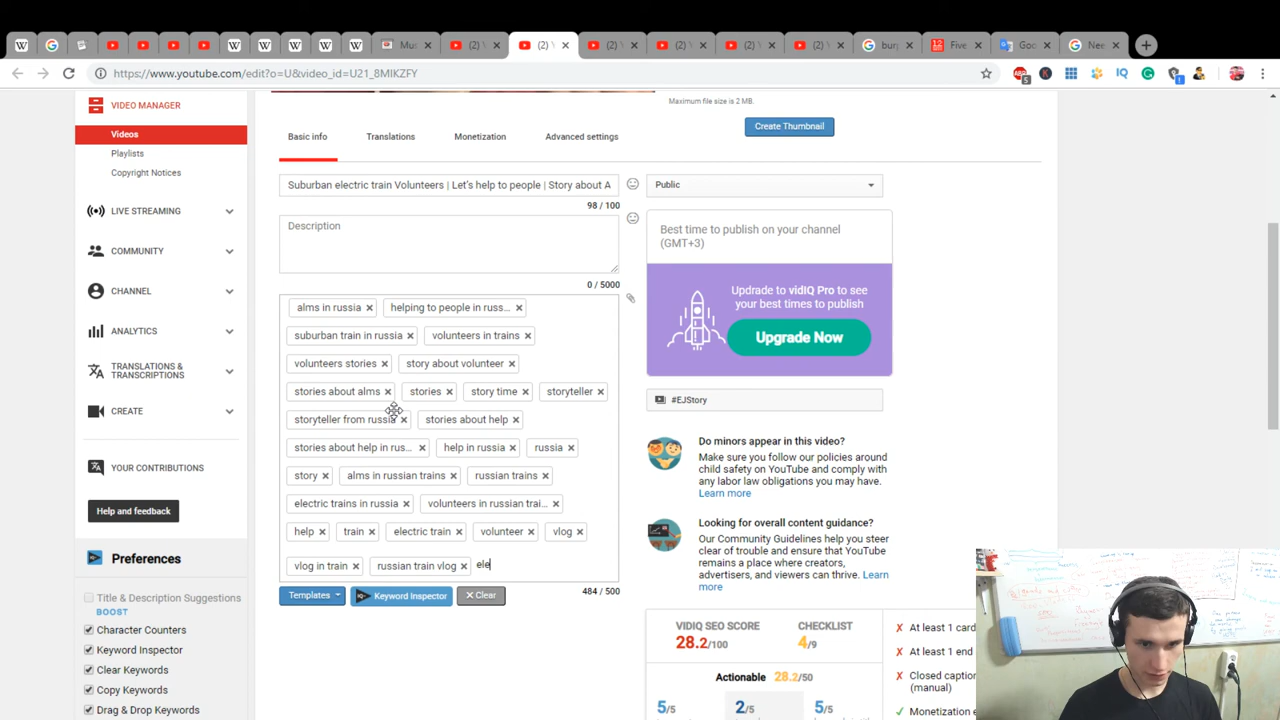 (2)
(2)
(2)
(2)
(2)
(2)
Mus
bur
Five
Go
Nee
https://www.youtube.com/edit?o=U&video_id=U21_8MIKZFY
VIDEO MANAGER
Videos
Playlists
Copyright Notices
LIVE STREAMING
COMMUNITY
CHANNEL
ANALYTICS
TRANSLATIONS &
TRANSCRIPTIONS
CREATE
YOUR CONTRIBUTIONS
Help and feedback
Preferences
Title & Description Suggestions
BOOST
Character Counters
Keyword Inspector
Clear Keywords
Copy Keywords
Drag & Drop Keywords
Maximum file size is 2 MB.
Create Thumbnail
Basic info
Translations
Monetization
Advanced settings
Suburban electric train Volunteers | Let's help to people | Story about A
98 / 100
Description
0 / 5000
alms in russia × helping to people in russ... ×
suburban train in russia × volunteers in trains ×
volunteers stories × story about volunteer ×
stories about alms × stories × story time × storyteller ×
storyteller from russia × stories about help ×
stories about help in rus... × help in russia × russia ×
story × alms in russian trains × russian trains ×
electric trains in russia × volunteers in russian trai... ×
help × train × electric train × volunteer × vlog ×
vlog in train × russian train vlog × ele
484 / 500
Templates
Keyword Inspector
× Clear
Public
Best time to publish on your channel
(GMT+3)
Upgrade to vidIQ Pro to see
your best times to publish
Upgrade Now
#EJStory
Do minors appear in this video?
Make sure you follow our policies around
child safety on YouTube and comply with
any labor law obligations you may have.
Learn more
Looking for overall content guidance?
Our Community Guidelines help you steer
clear of trouble and ensure that YouTube
remains a place where creators,
advertisers, and viewers can thrive. Learn
more
VIDIQ SEO SCORE
28.2/100
CHECKLIST
4/9
Actionable 28.2/50
5/5
2/5
5/5
✗ At least 1 card
✗ At least 1 end
✗ Closed caption
(manual)
✓ Monetization e